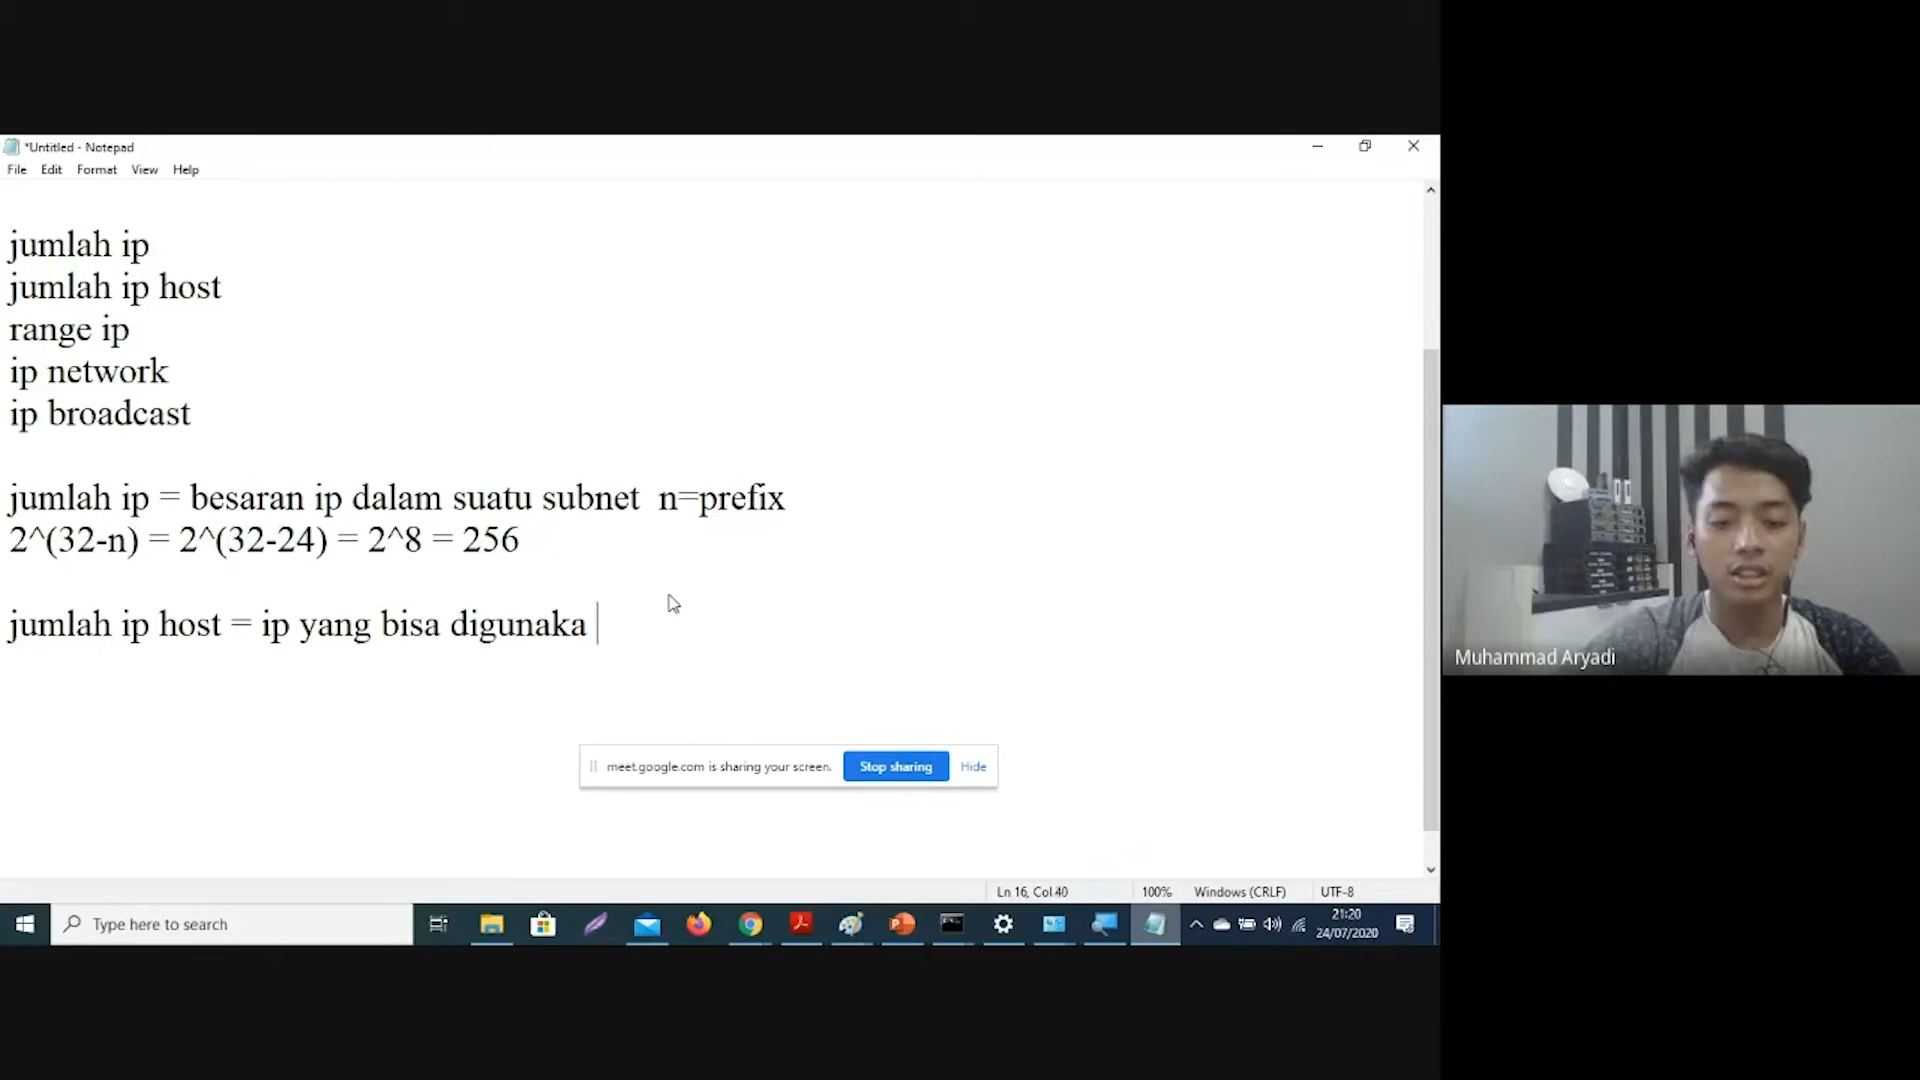 *Untitled - Notepad
File Edit Format View Help
jumlah ip
jumlah ip host
range ip
ip network
ip broadcast
jumlah ip = besaran ip dalam suatu subnet  n=prefix
2^(32-n) = 2^(32-24) = 2^8 = 256
jumlah ip host = ip yang bisa digunaka
meet.google.com is sharing your screen. Stop sharing Hide
Muhammad Aryadi
Ln 16, Col 40 100% Windows (CRLF) UTF-8
Type here to search
21:20
24/07/2020